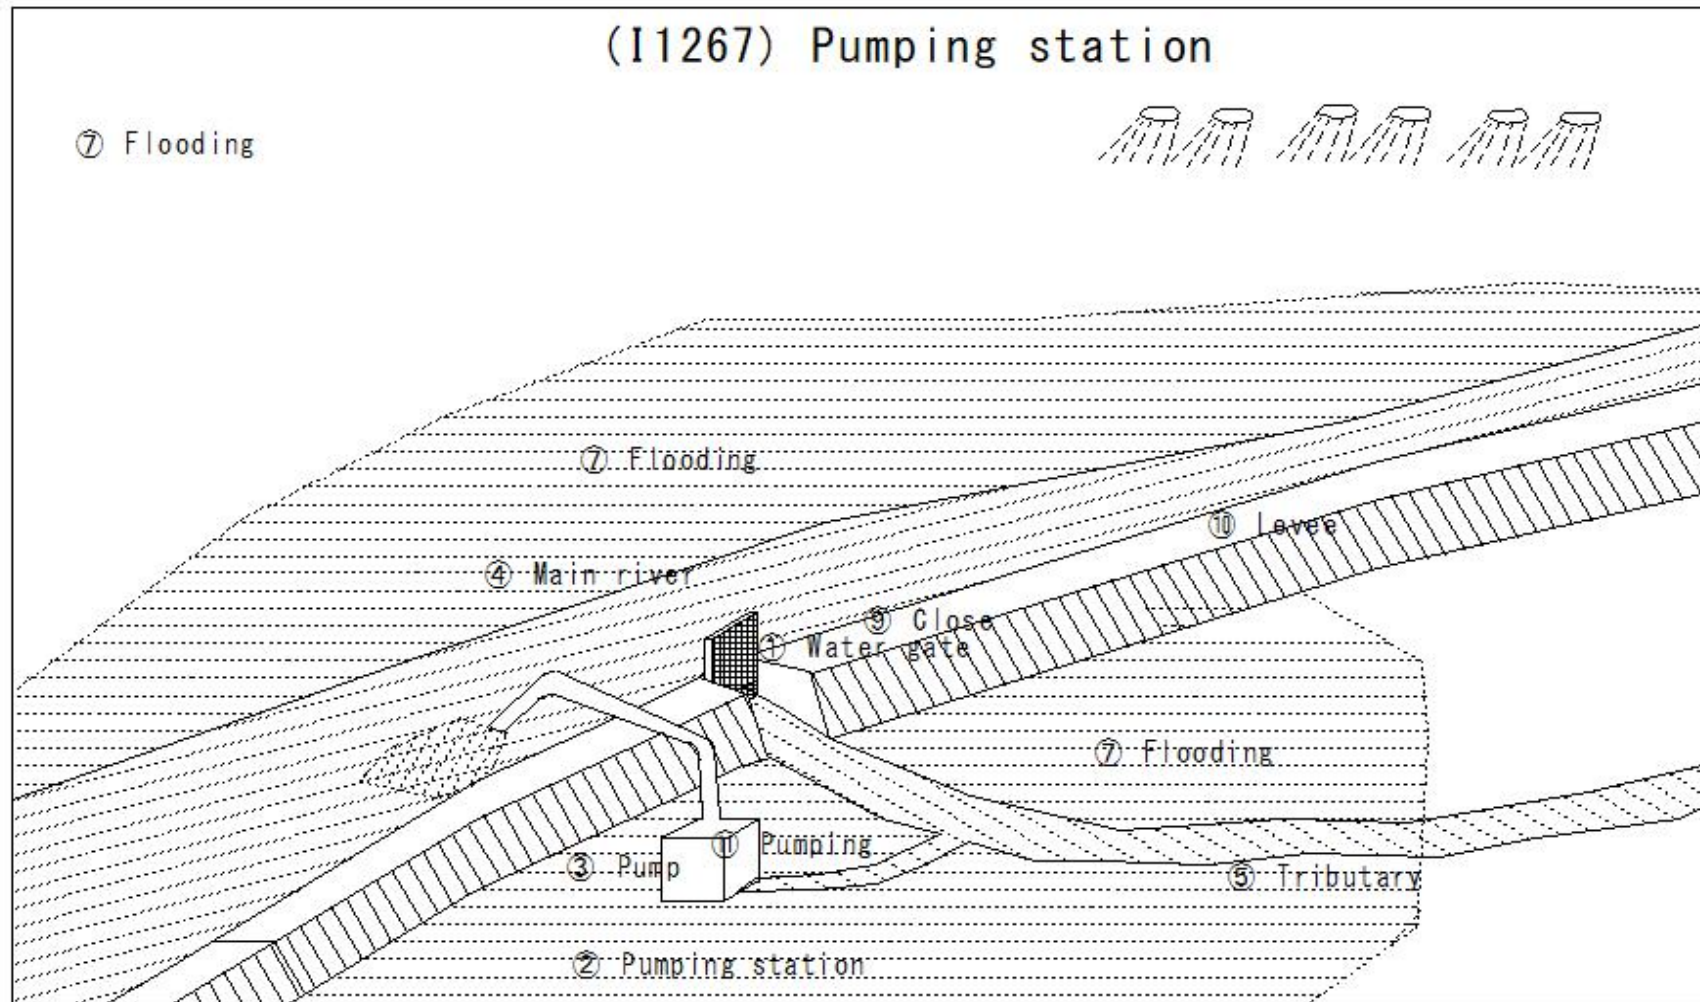 (I1267) Pumping station
⑦ Flooding
⑦ Flooding
④ Main river
⑩ levee
⑨ Close
① Water gate
⑦ Flooding
⑪ Pumping
③ Pump
⑤ Tributary
② Pumping station